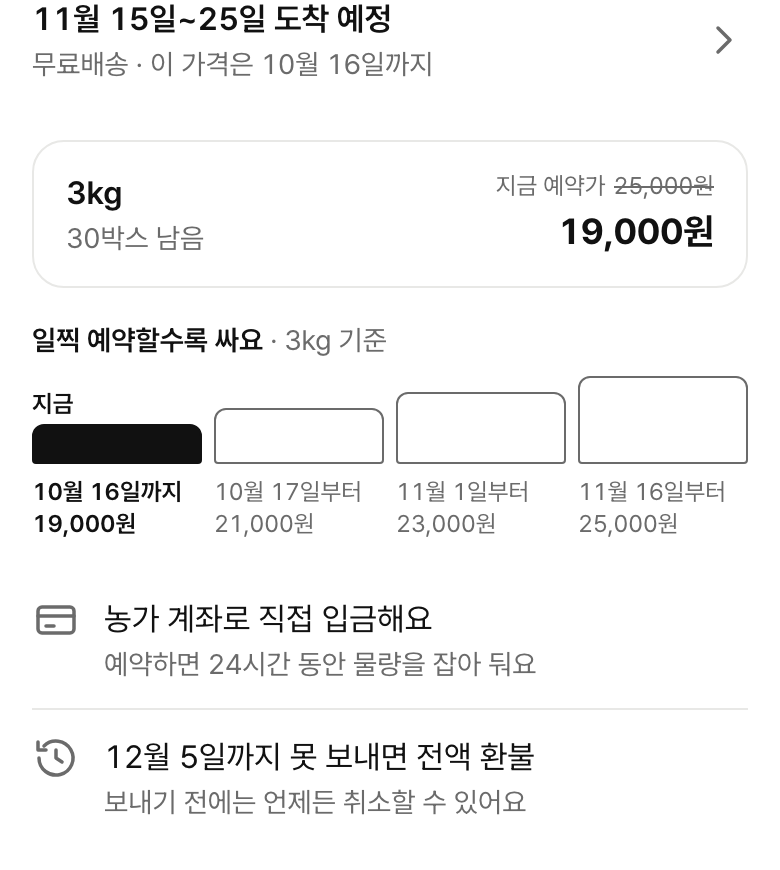 11월 15일~25일 도착 예정
무료배송 · 이 가격은 10월 16일까지
3kg
지금 예약가 25,000원
30박스 남음
19,000원
일찍 예약할수록 싸요 · 3kg 기준
지금
10월 16일까지
19,000원
10월 17일부터
21,000원
11월 1일부터
23,000원
11월 16일부터
25,000원
농가 계좌로 직접 입금해요
예약하면 24시간 동안 물량을 잡아 둬요
12월 5일까지 못 보내면 전액 환불
보내기 전에는 언제든 취소할 수 있어요